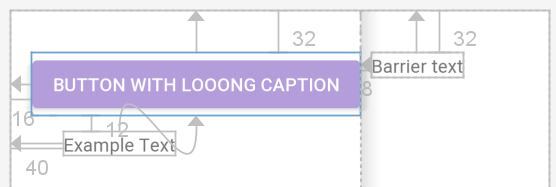 32
32
BUTTON WITH LOOONG CAPTION
Barrier text
8
16
12
Example Text
40